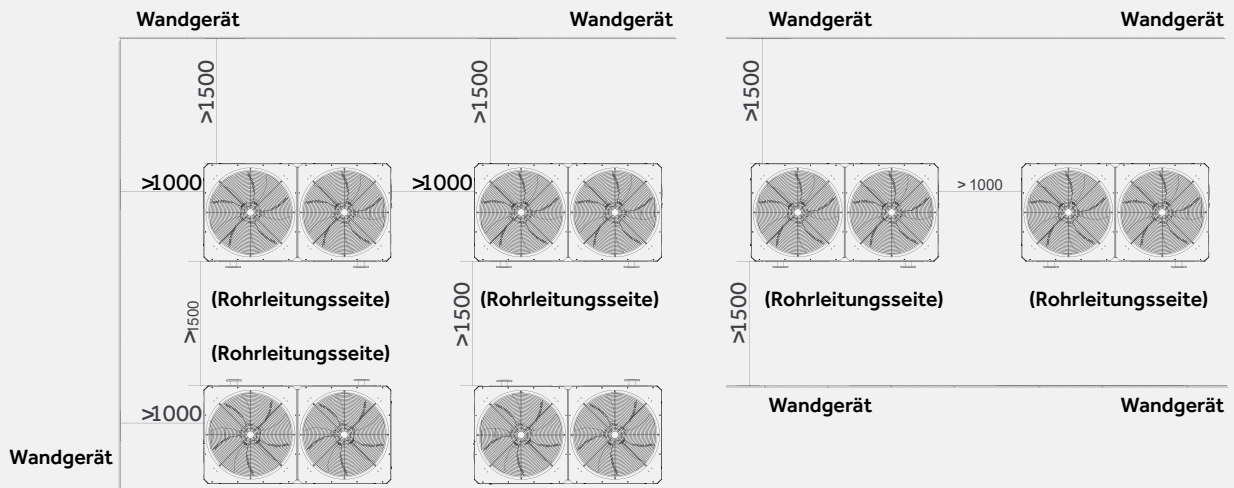 Wandgerät Wandgerät Wandgerät Wandgerät
>1500 >1500 >1500
>1000 >1000 > 1000
(Rohrleitungsseite) (Rohrleitungsseite) (Rohrleitungsseite) (Rohrleitungsseite)
>1500 >1500 >1500
(Rohrleitungsseite)
>1000 Wandgerät Wandgerät
Wandgerät